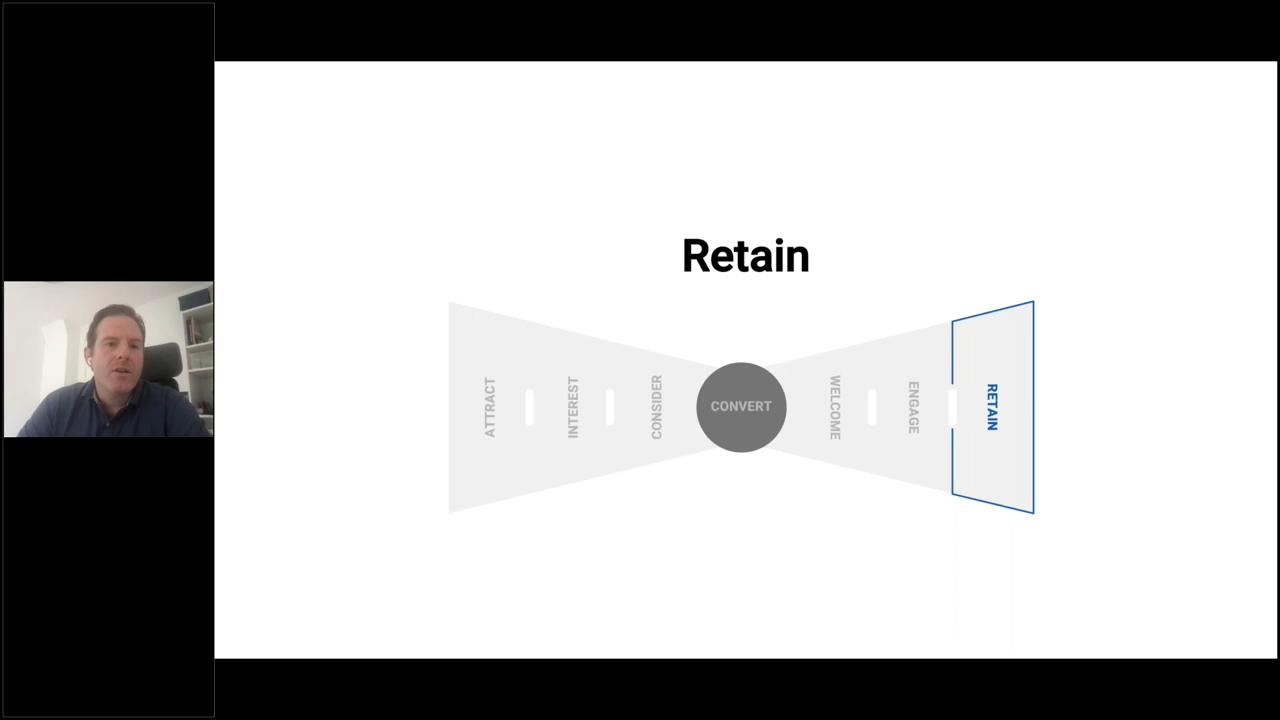 Retain
ATTRACT
INTEREST
CONSIDER
CONVERT
WELCOME
ENGAGE
RETAIN